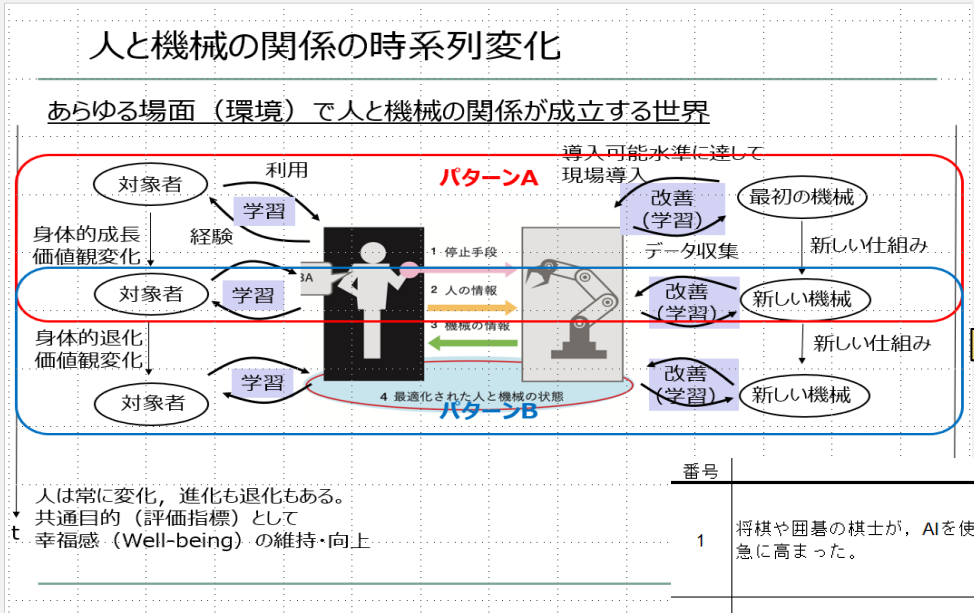 人と機械の関係の時系列変化
あらゆる場面（環境）で人と機械の関係が成立する世界
導入可能水準に達して
現場導入
パターンA
対象者
利用
学習
経験
改善
(学習)
最初の機械
身体的成長
価値観変化
データ収集
新しい仕組み
1 停止手段
対象者
学習
BA
2 人の情報
改善
(学習)
新しい機械
3 機械の情報
身体的退化
価値観変化
新しい仕組み
対象者
学習
4 最適化された人と機械の状態
パターンB
改善
(学習)
新しい機械
人は常に変化，進化も退化もある。
共通目的（評価指標）として
幸福感（Well-being）の維持・向上
t
番号
1
将棋や囲碁の棋士が，AIを使
急に高まった。